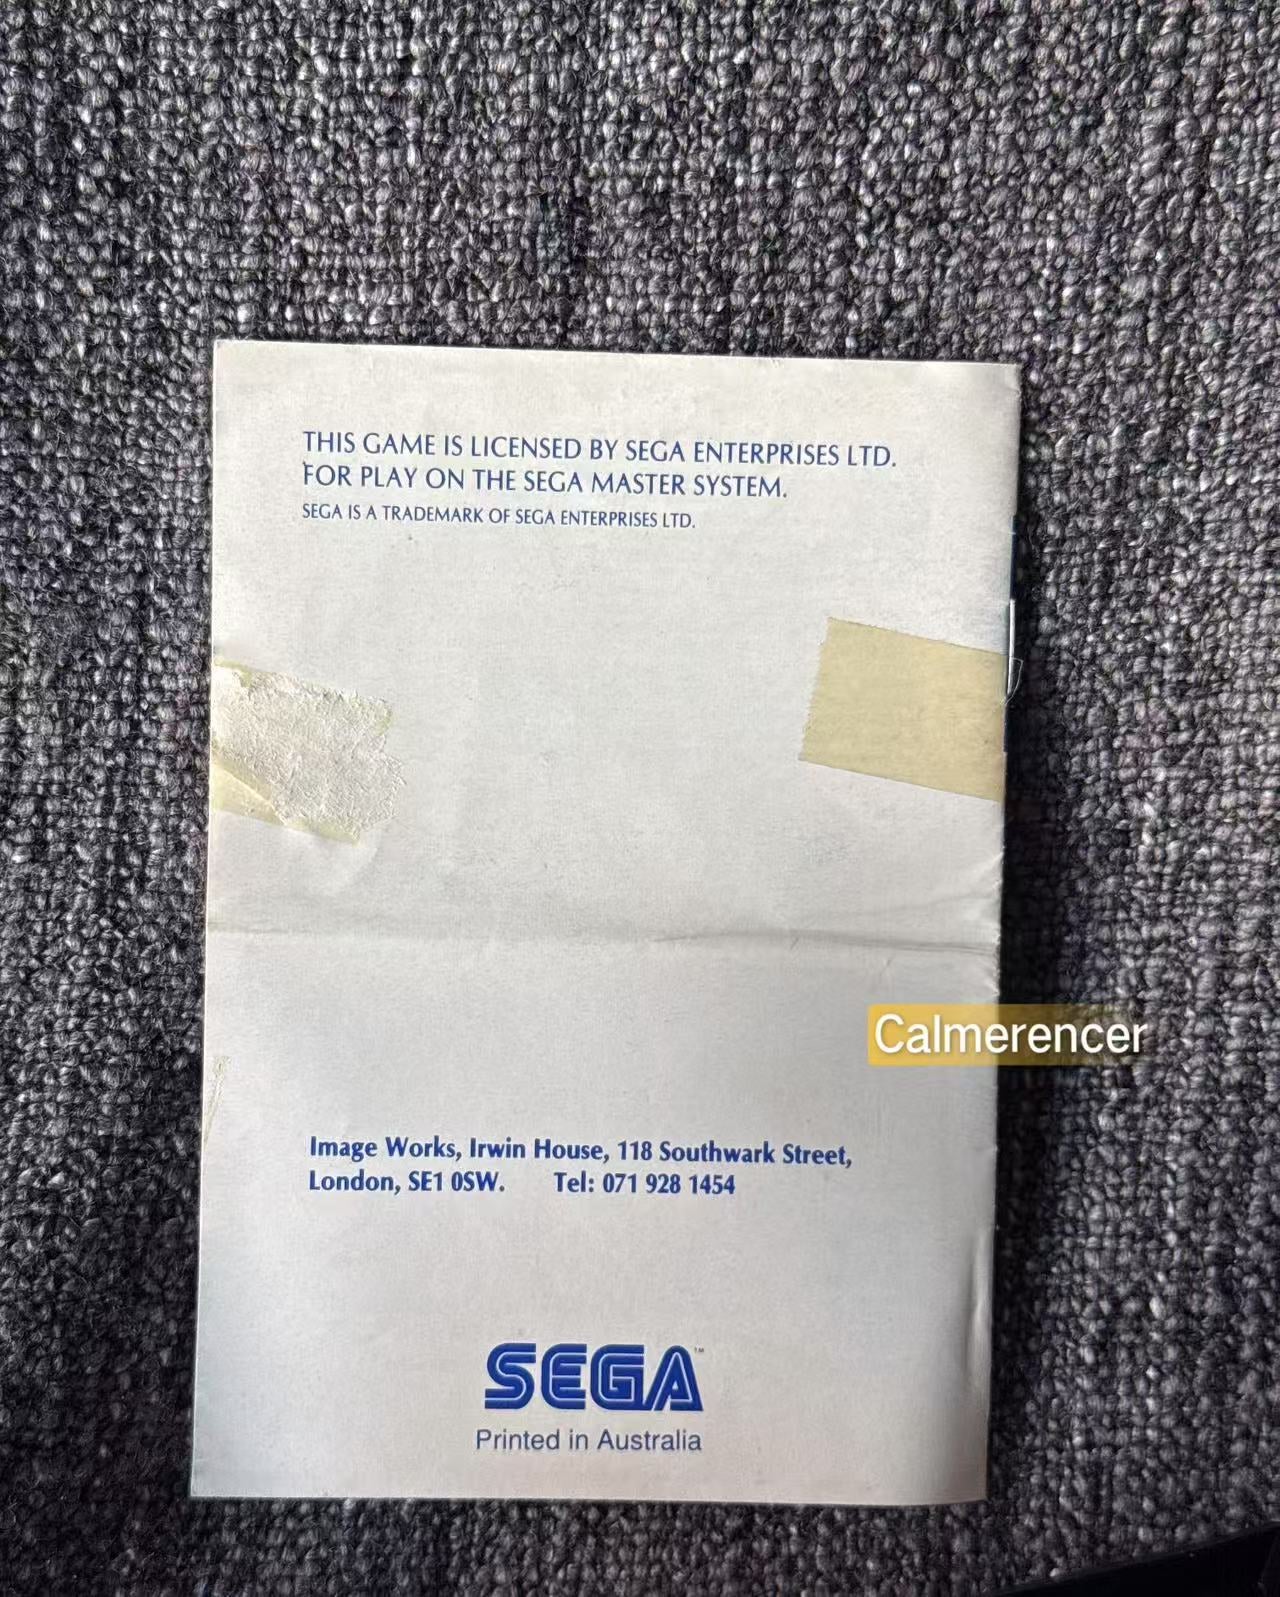 THIS GAME IS LICENSED BY SEGA ENTERPRISES LTD.
FOR PLAY ON THE SEGA MASTER SYSTEM.
SEGA IS A TRADEMARK OF SEGA ENTERPRISES LTD.
Calmerencer
Image Works, Irwin House, 118 Southwark Street,
London, SE1 0SW. Tel: 071 928 1454
SEGA™
Printed in Australia